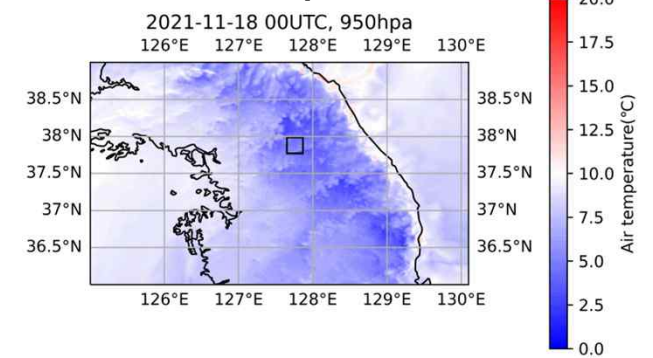 2021-11-18 00UTC, 950hpa
126°E 127°E 128°E 129°E 130°E
38.5°N 38.5°N
38°N 38°N
37.5°N 37.5°N
37°N 37°N
36.5°N 36.5°N
126°E 127°E 128°E 129°E 130°E
20.0
17.5
15.0
12.5
10.0
7.5
5.0
2.5
0.0
Air temperature(℃)